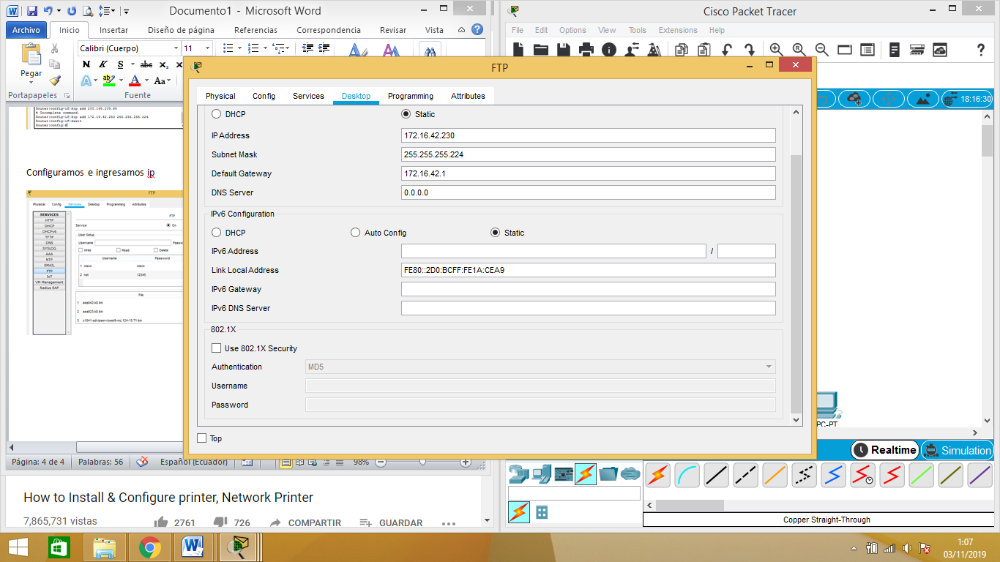 Documento1 - Microsoft Word
Archivo Inicio Insertar Diseño de página Referencias Correspondencia Revisar Vista
Calibri (Cuerpo) 11
Pegar
N K S abc x₂
Aa
Portapapeles Fuente
Router(config-if)#ip add 200.165.209.65
% Incomplete command.
Router(config-if)#ip add 172.16.42.253 255.255.255.224
Router(config-if)#exit
Router(config)#
Configuramos e ingresamos ip
FTP
Physical Config Services Desktop Programming Attributes
SERVICES
HTTP
DHCP
DHCPv6
TFTP
DNS
SYSLOG
AAA
NTP
EMAIL
FTP
IoT
VM Management
Radius EAP
FTP
Service On
User Setup
Username
Write Read Delete
Username Password
1 cisco cisco
2 net 12345
File
1 asa842-k8.bin
2 asa923-k8.bin
3 c1841-advipservicesk9-mz.124-15.T1.bin
Página: 4 de 4 Palabras: 56 Español (Ecuador) 98%
How to Install & Configure printer, Network Printer
7,865,731 vistas 2761 726 COMPARTIR GUARDAR
Cisco Packet Tracer
File Edit Options View Tools Extensions Help
18:16:30
FTP
Physical Config Services Desktop Programming Attributes
DHCP Static
IP Address 172.16.42.230
Subnet Mask 255.255.255.224
Default Gateway 172.16.42.1
DNS Server 0.0.0.0
IPv6 Configuration
DHCP Auto Config Static
IPv6 Address /
Link Local Address FE80::2D0:BCFF:FE1A:CEA9
IPv6 Gateway
IPv6 DNS Server
802.1X
Use 802.1X Security
Authentication MD5
Username
Password
Top
PC-PT
Realtime Simulation
Copper Straight-Through
1:07
03/11/2019